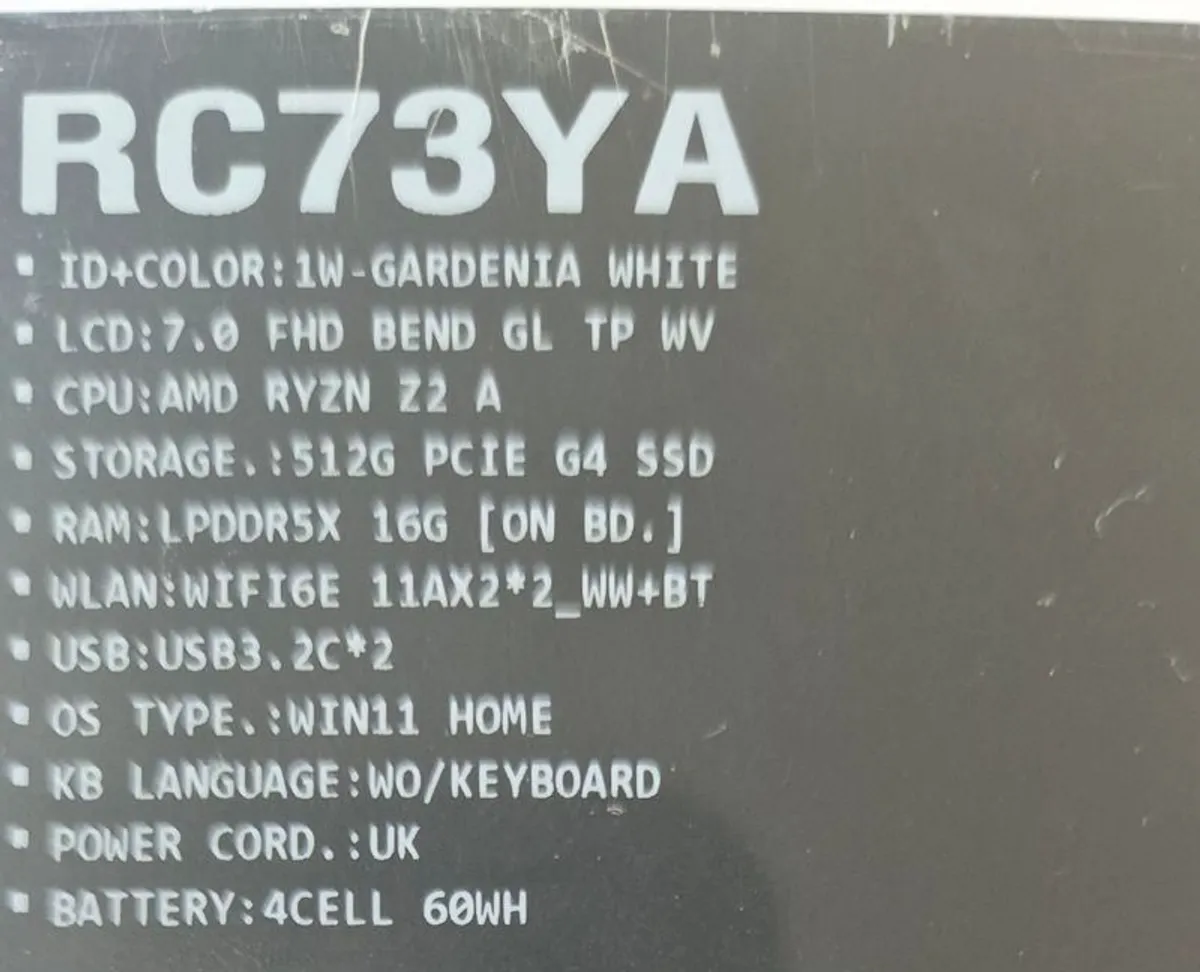 RC73YA
▪ ID+COLOR:1W-GARDENIA WHITE
▪ LCD:7.0 FHD BEND GL TP WV
▪ CPU:AMD RYZN Z2 A
▪ STORAGE.:512G PCIE G4 SSD
▪ RAM:LPDDR5X 16G [ON BD.]
▪ WLAN:WIFI6E 11AX2*2_WW+BT
▪ USB:USB3.2C*2
▪ OS TYPE.:WIN11 HOME
▪ KB LANGUAGE:WO/KEYBOARD
▪ POWER CORD.:UK
▪ BATTERY:4CELL 60WH